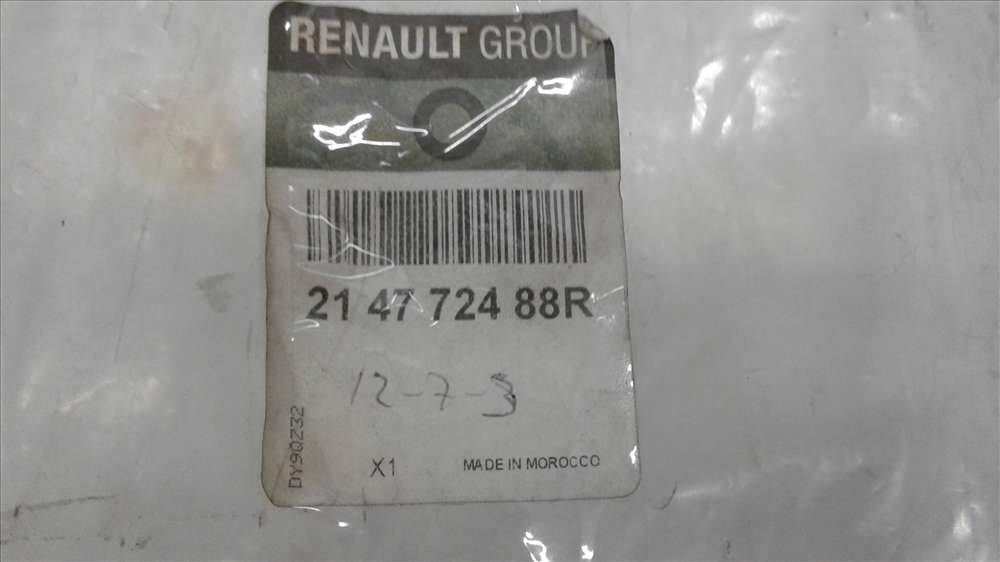 RENAULT GROUP
21 47 724 88R
12-7-3
DY90Z32
X1 MADE IN MOROCCO